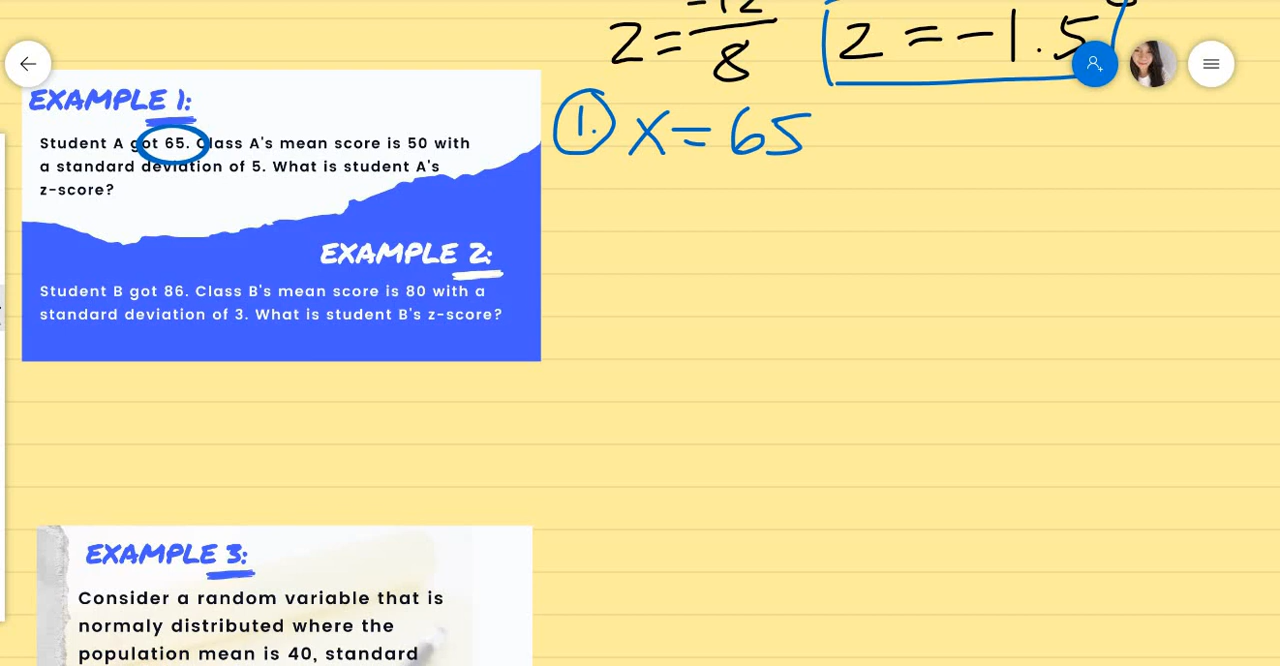 -12
z = 8
z = -1.5
EXAMPLE 1:
Student A got 65. Class A's mean score is 50 with
a standard deviation of 5. What is student A's
z-score?
1. x = 65
EXAMPLE 2:
Student B got 86. Class B's mean score is 80 with a
standard deviation of 3. What is student B's z-score?
EXAMPLE 3:
Consider a random variable that is
normaly distributed where the
population mean is 40, standard